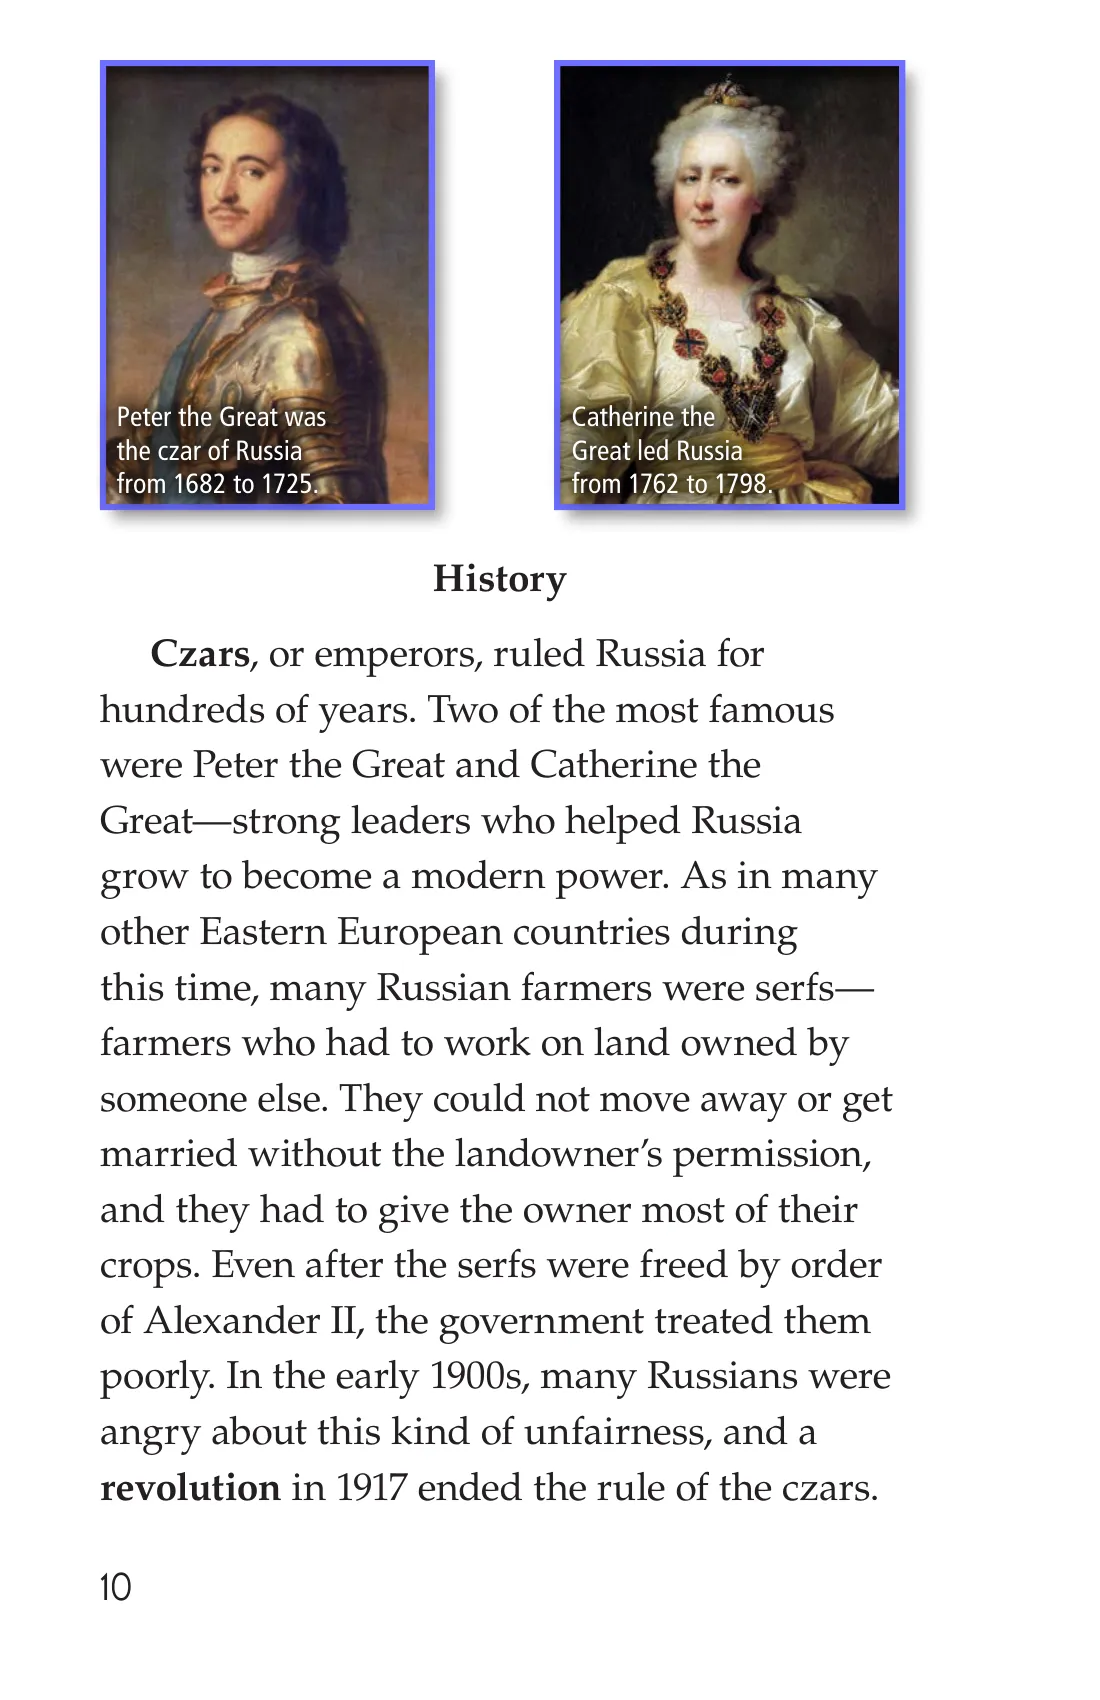 Peter the Great was
the czar of Russia
from 1682 to 1725.
Catherine the
Great led Russia
from 1762 to 1798.
History
Czars, or emperors, ruled Russia for
hundreds of years. Two of the most famous
were Peter the Great and Catherine the
Great—strong leaders who helped Russia
grow to become a modern power. As in many
other Eastern European countries during
this time, many Russian farmers were serfs—
farmers who had to work on land owned by
someone else. They could not move away or get
married without the landowner’s permission,
and they had to give the owner most of their
crops. Even after the serfs were freed by order
of Alexander II, the government treated them
poorly. In the early 1900s, many Russians were
angry about this kind of unfairness, and a
revolution in 1917 ended the rule of the czars.
10